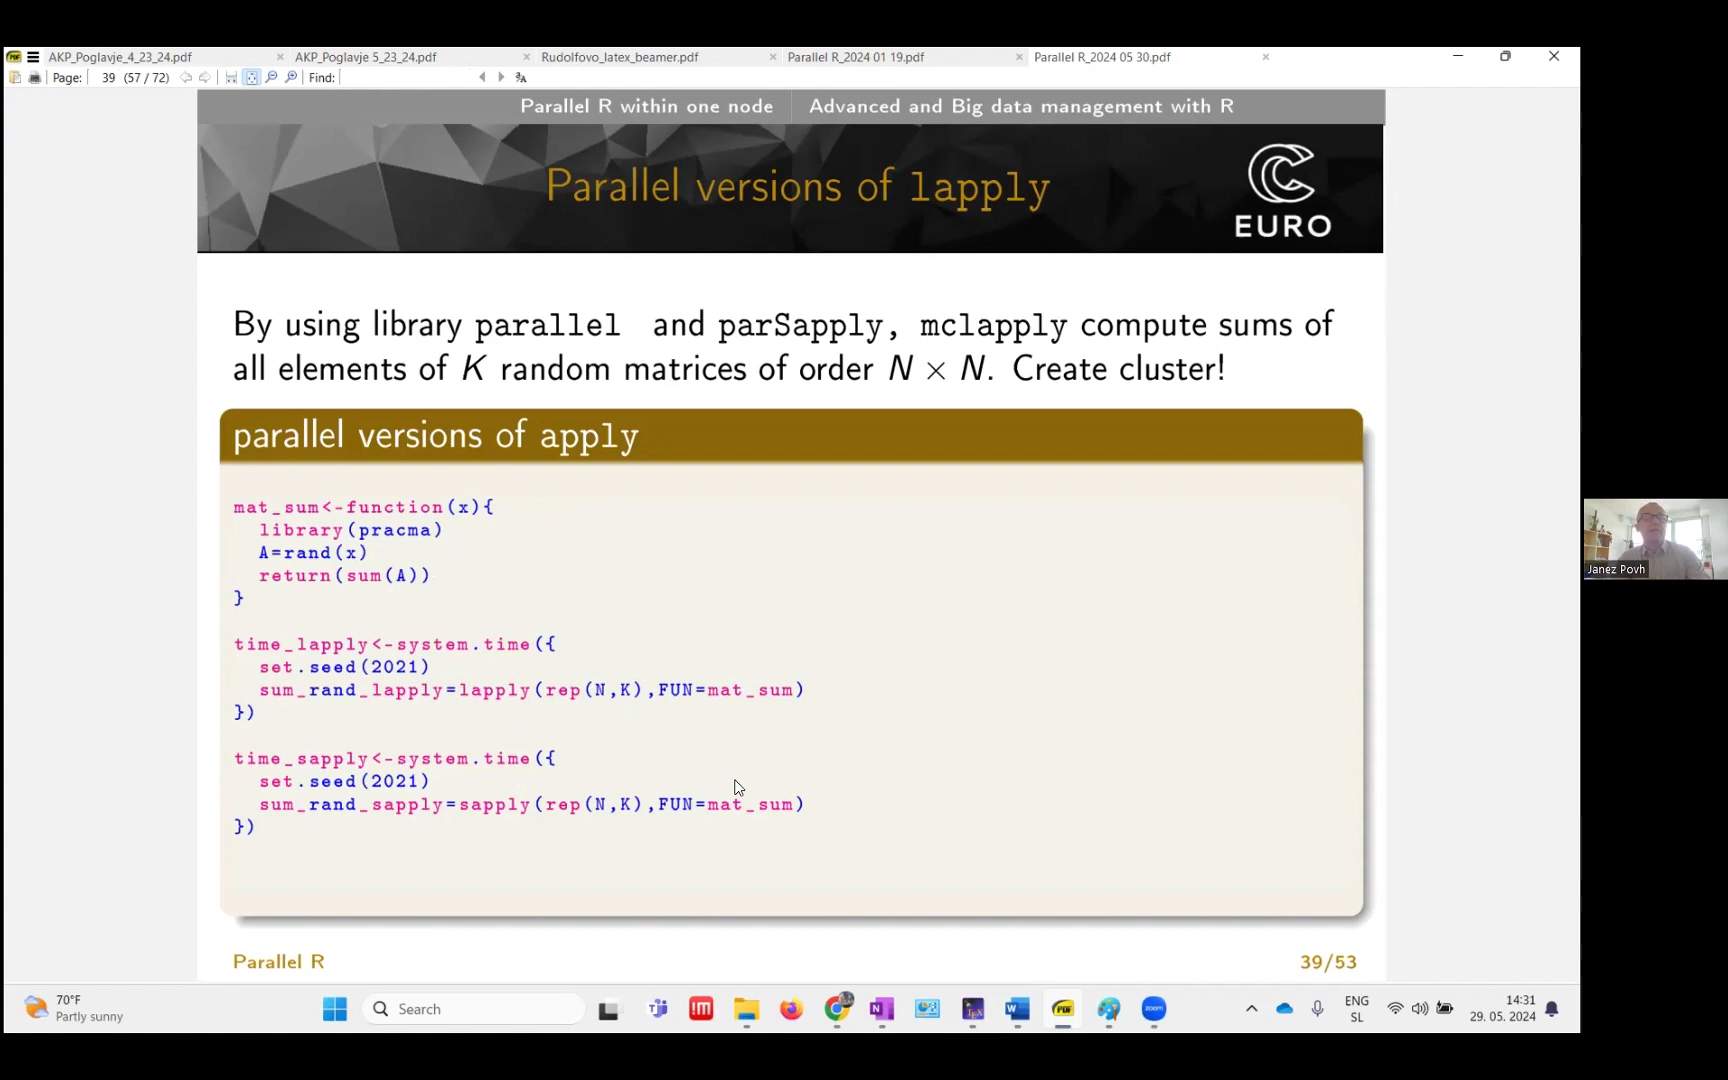 AKP_Poglavje_4_23_24.pdf
AKP_Poglavje 5_23_24.pdf
Rudolfovo_latex_beamer.pdf
Parallel R_2024 01 19.pdf
Parallel R_2024 05 30.pdf
Page: 39 (57 / 72) Find:
Parallel R within one node
Advanced and Big data management with R
Parallel versions of lapply
EURO
By using library parallel and parSapply, mclapply compute sums of
all elements of K random matrices of order N × N. Create cluster!
parallel versions of apply
mat_sum<-function(x){
library(pracma)
A=rand(x)
return(sum(A))
}
time_lapply<-system.time({
set.seed(2021)
sum_rand_lapply=lapply(rep(N,K),FUN=mat_sum)
})
time_sapply<-system.time({
set.seed(2021)
sum_rand_sapply=sapply(rep(N,K),FUN=mat_sum)
})
Parallel R
39/53
Janez Povh
70°F
Partly sunny
Search
zoom
ENG
SL
14:31
29. 05. 2024